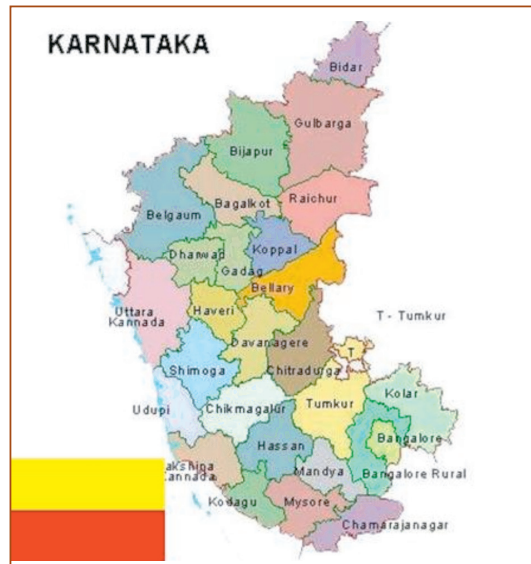 KARNATAKA
Bidar
Gulbarga
Bijapur
Raichur
Bagalkot
Belgaum
Koppal
Dharwad
Gadag
Bellary
Uttara
Kannada
Haveri
T - Tumkur
Davanagere
T
Chitradurga
Shimoga
Kolar
Udupi
Chikmagalur
Tumkur
Bangalore
Hassan
akshina
Kannada
Mandya
Bangalore Rural
Kodagu
Mysore
Chamarajanagar